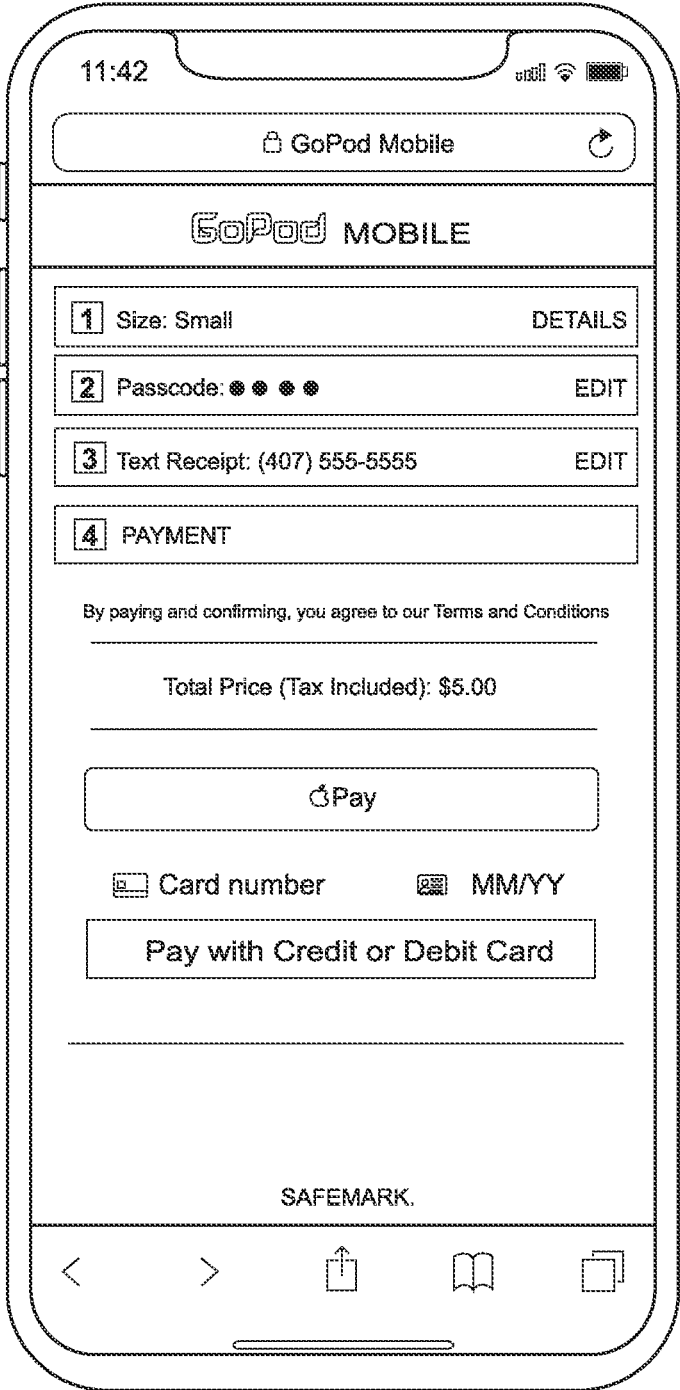 11:42
GoPod Mobile
GoPod MOBILE
1 Size: Small DETAILS
2 Passcode: ●●●● EDIT
3 Text Receipt: (407) 555-5555 EDIT
4 PAYMENT
By paying and confirming, you agree to our Terms and Conditions
Total Price (Tax Included): $5.00
Pay
Card number MM/YY
Pay with Credit or Debit Card
SAFEMARK.